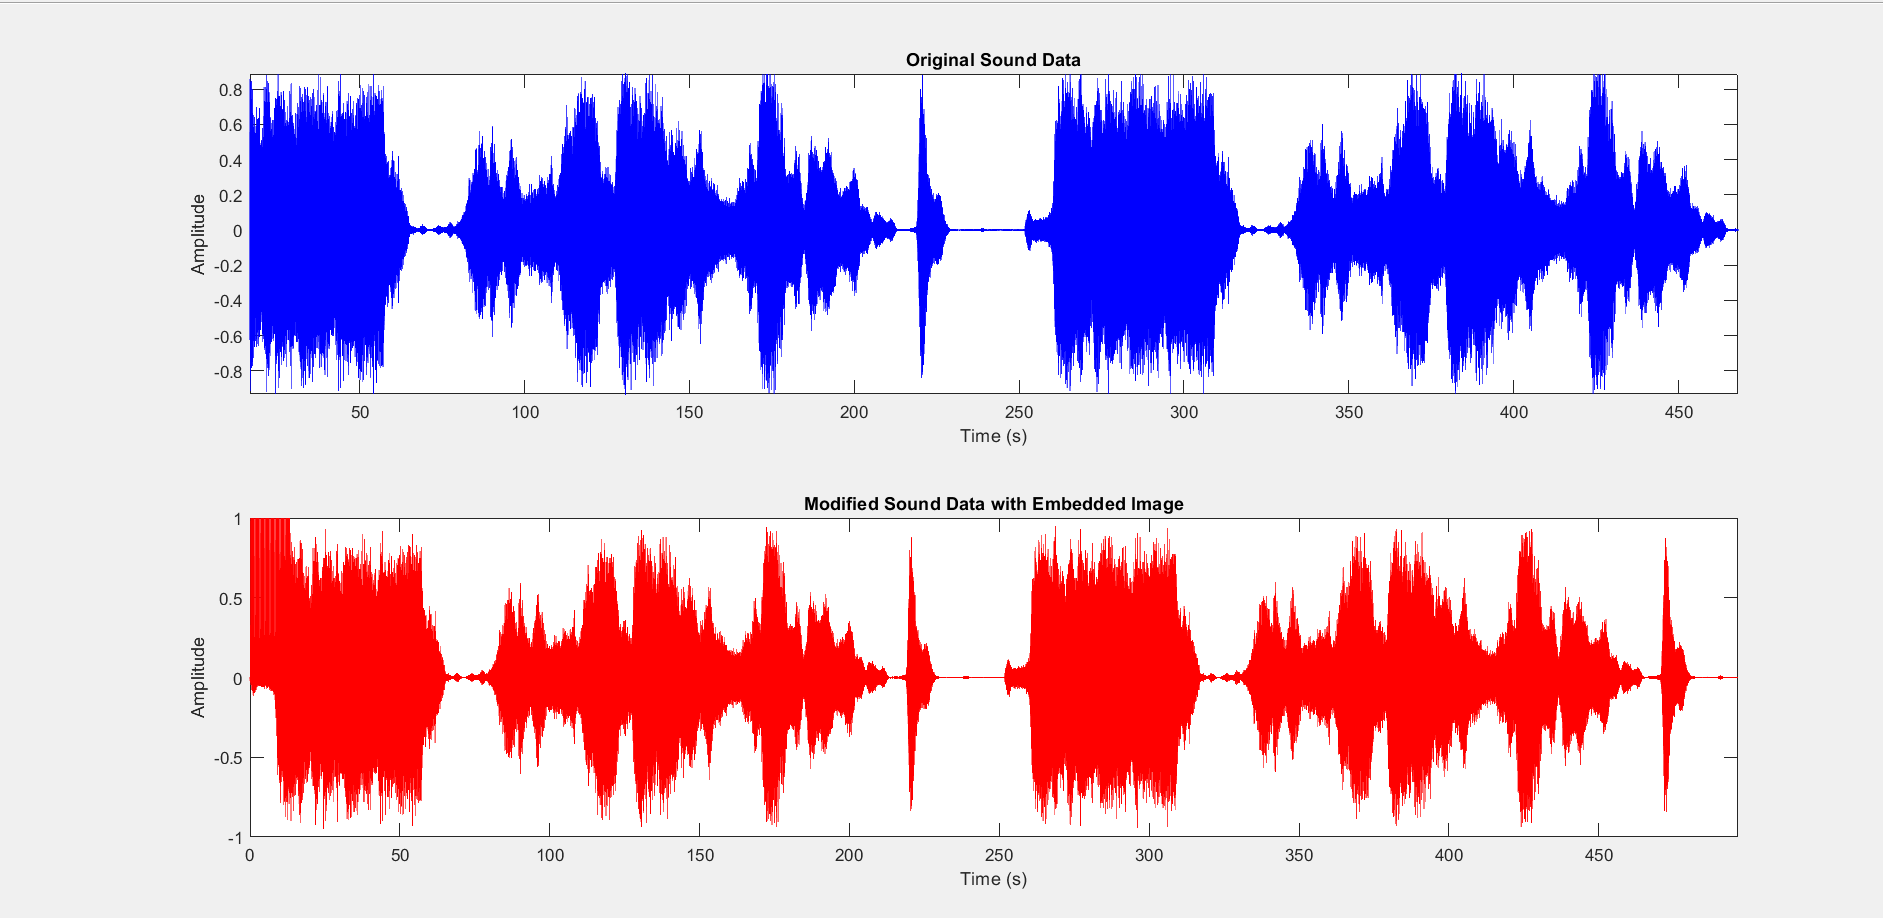 Original Sound Data
0.8
0.6
0.4
0.2
0
-0.2
-0.4
-0.6
-0.8
Amplitude
50 100 150 200 250 300 350 400 450
Time (s)
Modified Sound Data with Embedded Image
1
0.5
0
-0.5
-1
Amplitude
0 50 100 150 200 250 300 350 400 450
Time (s)